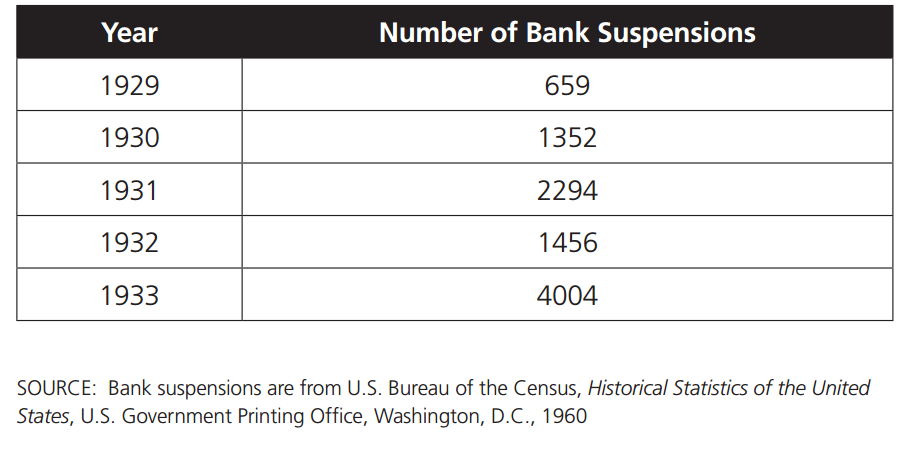 Year Number of Bank Suspensions
1929 659
1930 1352
1931 2294
1932 1456
1933 4004
SOURCE: Bank suspensions are from U.S. Bureau of the Census, Historical Statistics of the United
States, U.S. Government Printing Office, Washington, D.C., 1960